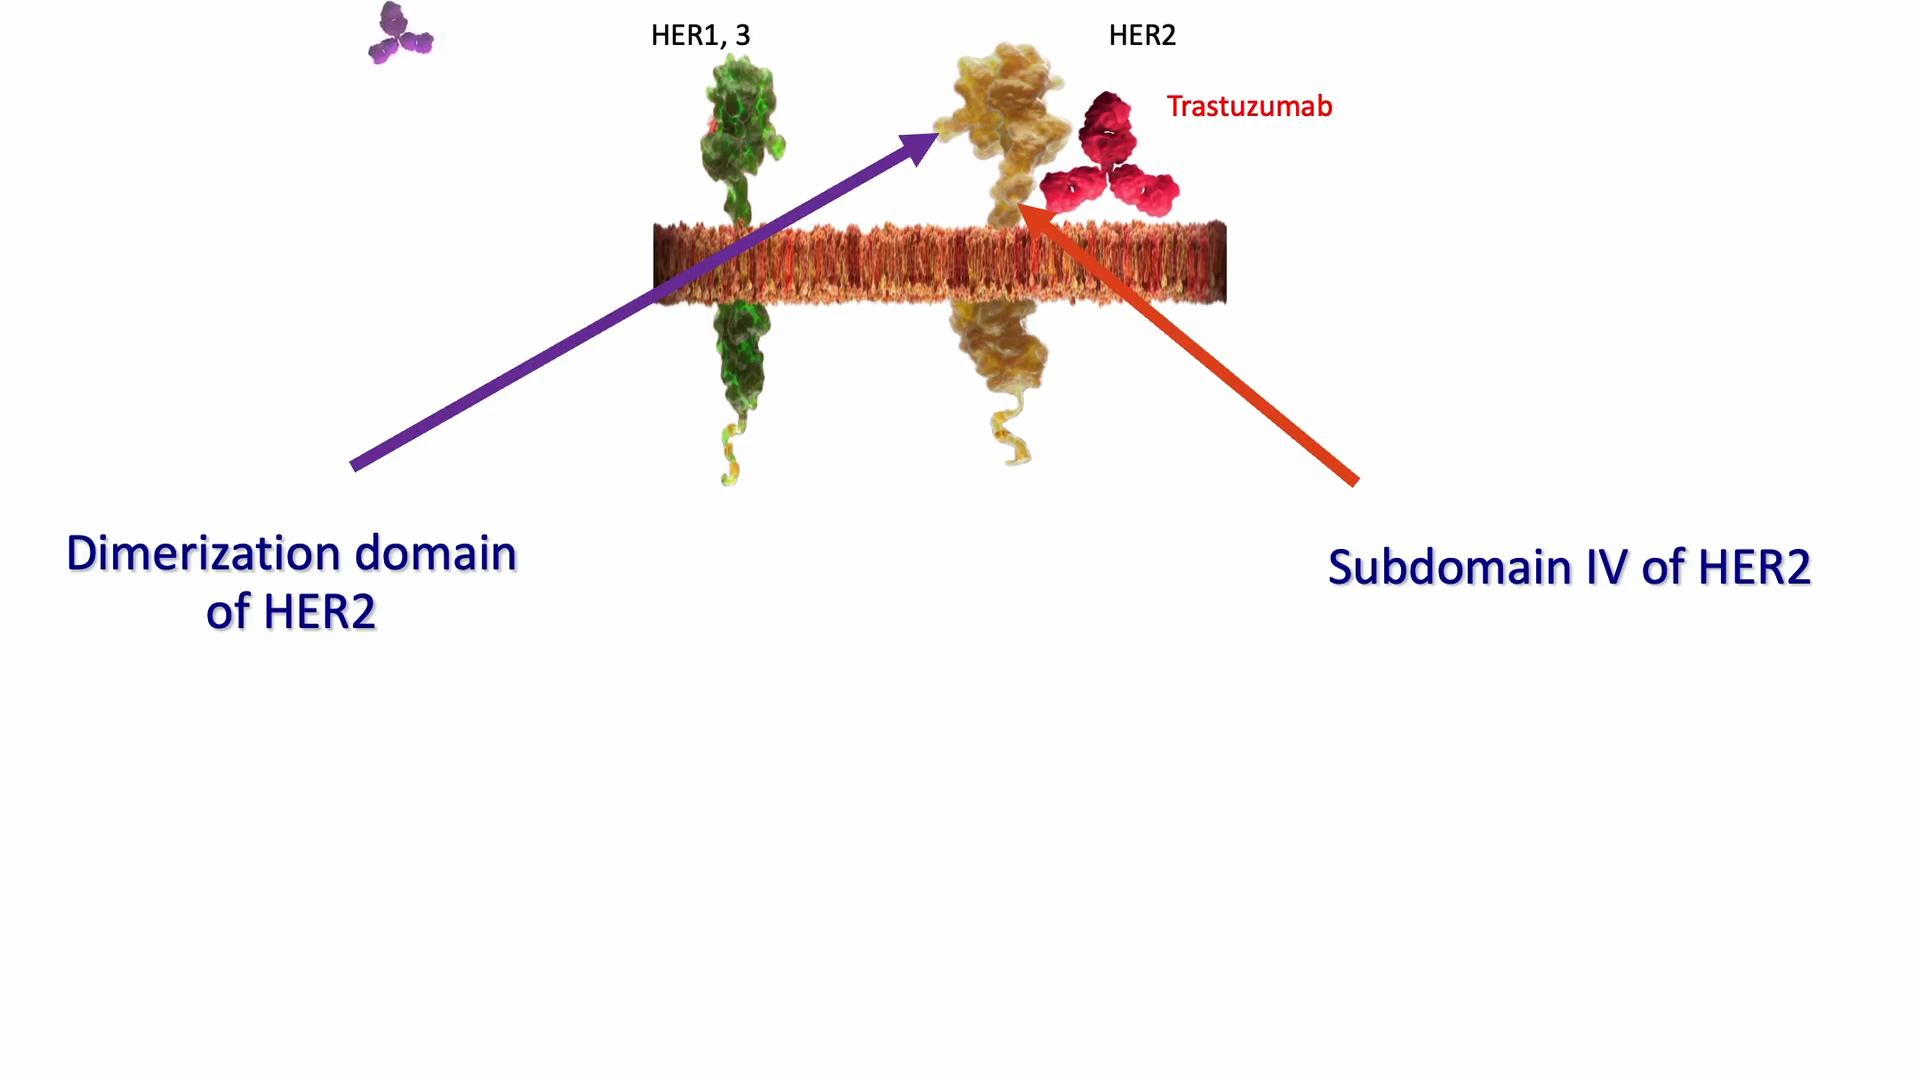 HER1, 3
HER2
Trastuzumab
Dimerization domain
of HER2
Subdomain IV of HER2